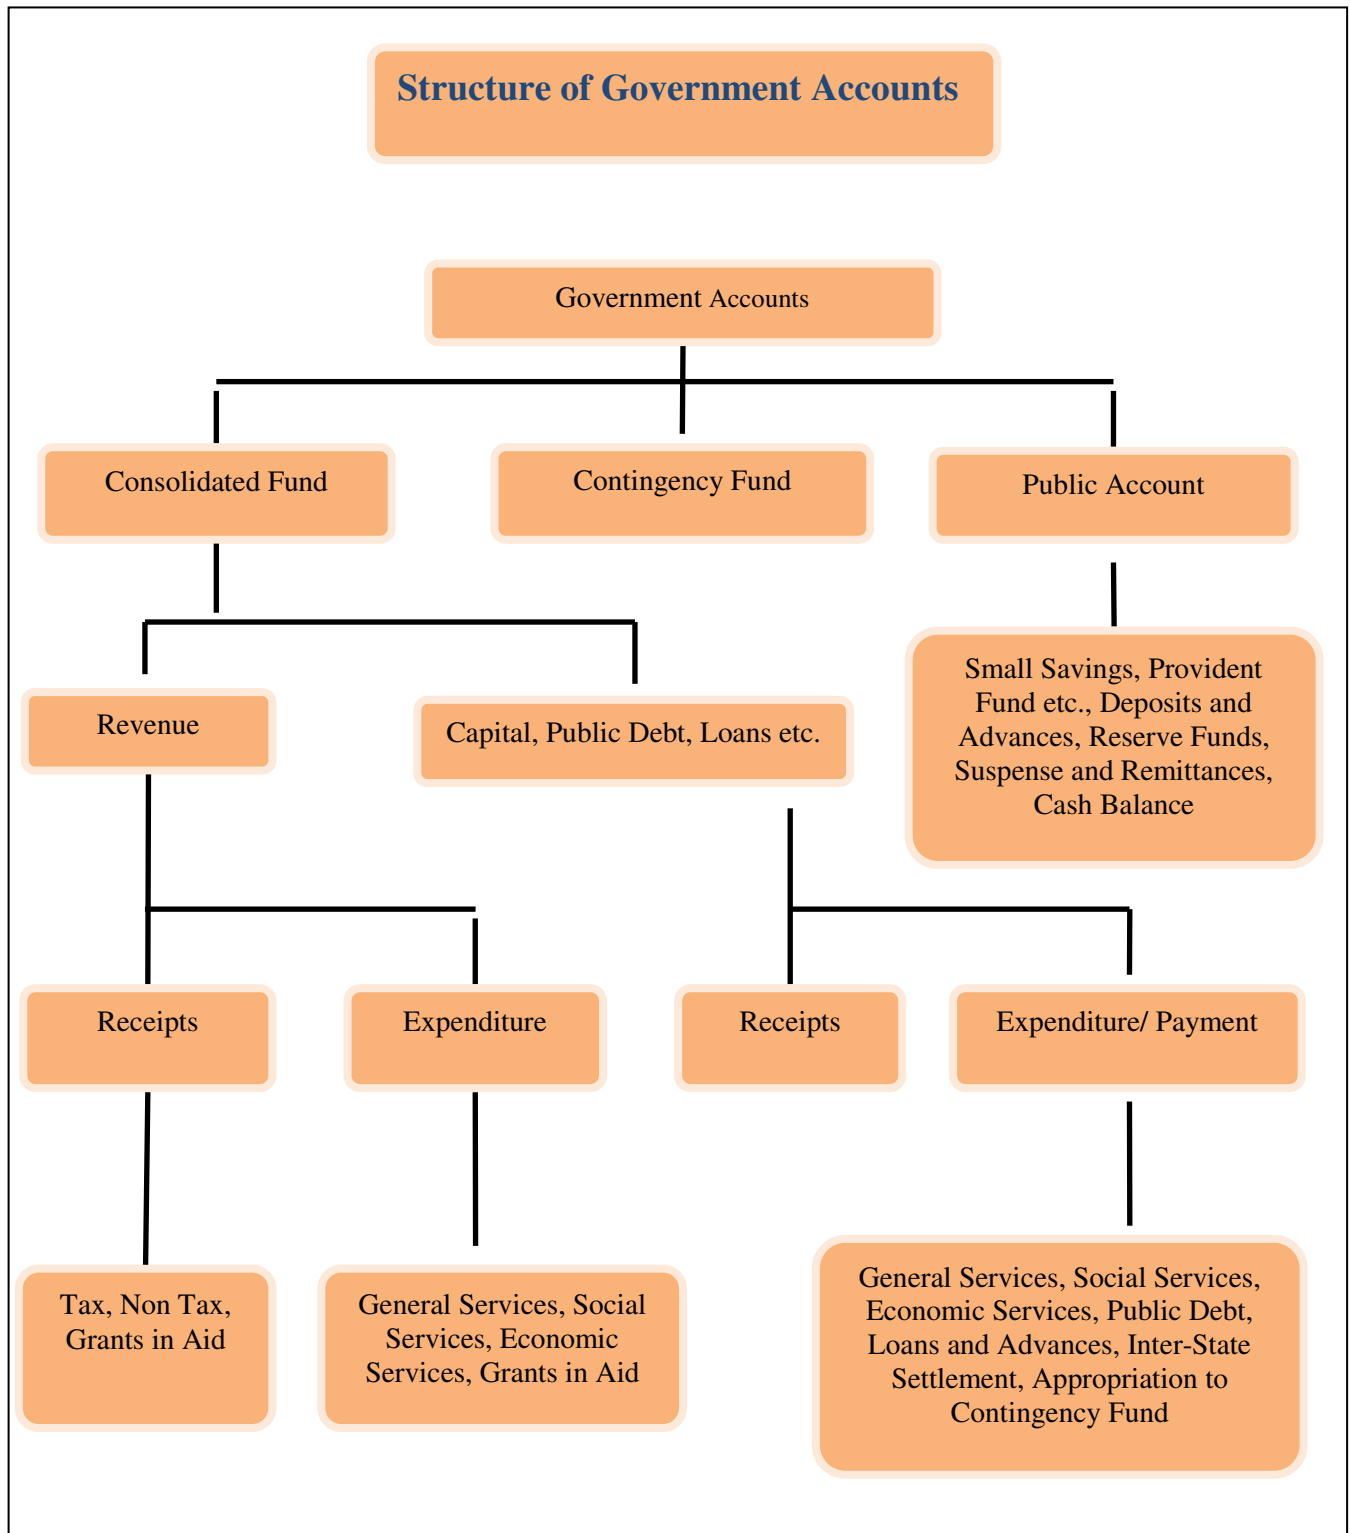 Structure of Government Accounts
Government Accounts
Consolidated Fund
Contingency Fund
Public Account
Small Savings, Provident
Fund etc., Deposits and
Advances, Reserve Funds,
Suspense and Remittances,
Cash Balance
Revenue
Capital, Public Debt, Loans etc.
Receipts
Expenditure
Receipts
Expenditure/ Payment
Tax, Non Tax,
Grants in Aid
General Services, Social
Services, Economic
Services, Grants in Aid
General Services, Social Services,
Economic Services, Public Debt,
Loans and Advances, Inter-State
Settlement, Appropriation to
Contingency Fund